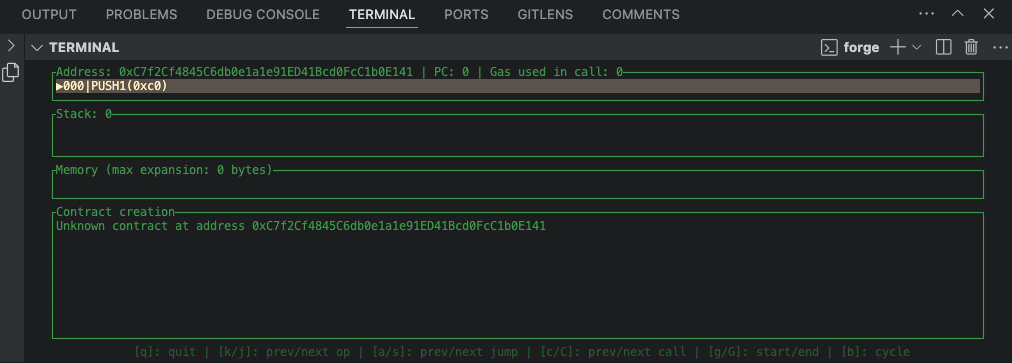 OUTPUT PROBLEMS DEBUG CONSOLE TERMINAL PORTS GITLENS COMMENTS
TERMINAL forge
Address: 0xC7f2Cf4845C6db0e1a1e91ED41Bcd0FcC1b0E141 | PC: 0 | Gas used in call: 0
▶000|PUSH1(0xc0)
Stack: 0
Memory (max expansion: 0 bytes)
Contract creation
Unknown contract at address 0xC7f2Cf4845C6db0e1a1e91ED41Bcd0FcC1b0E141
[q]: quit | [k/j]: prev/next op | [a/s]: prev/next jump | [c/C]: prev/next call | [g/G]: start/end | [b]: cycle